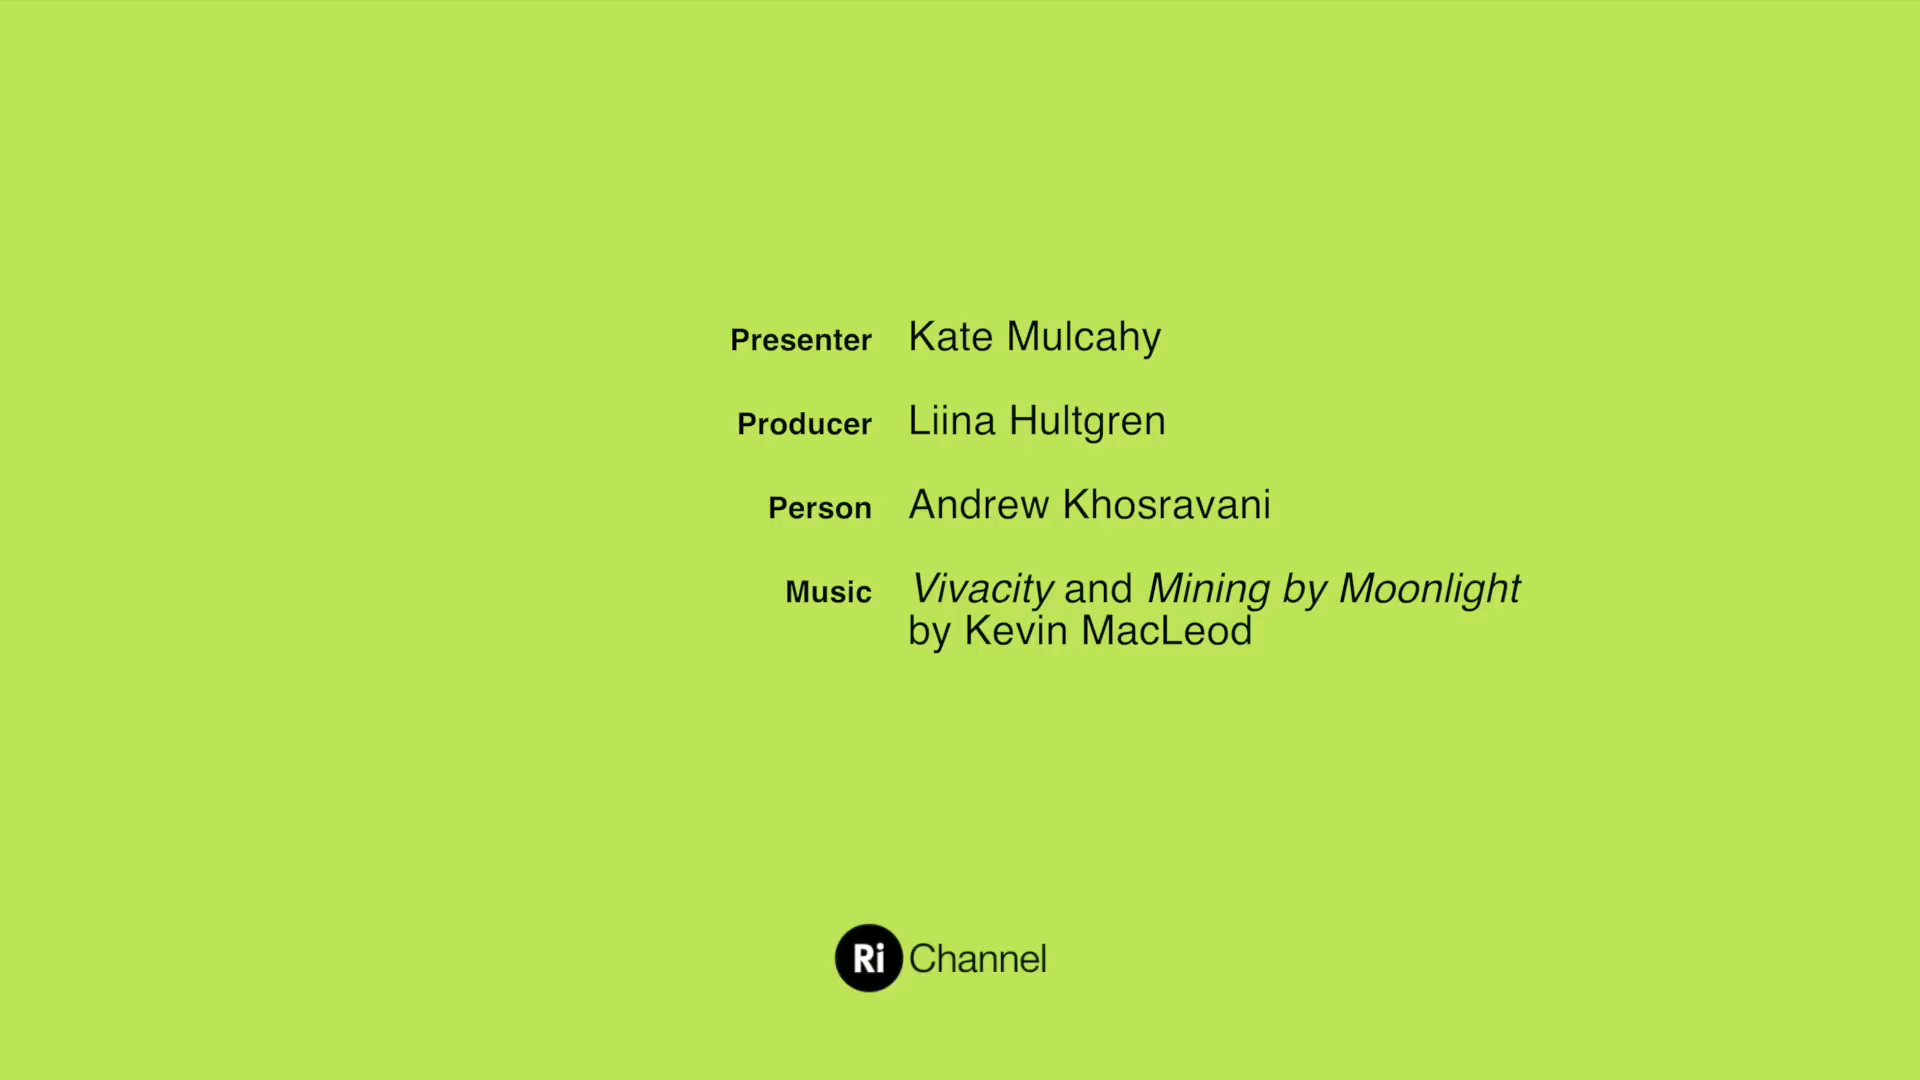 Presenter Kate Mulcahy
Producer Liina Hultgren
Person Andrew Khosravani
Music Vivacity and Mining by Moonlight
by Kevin MacLeod
Ri Channel